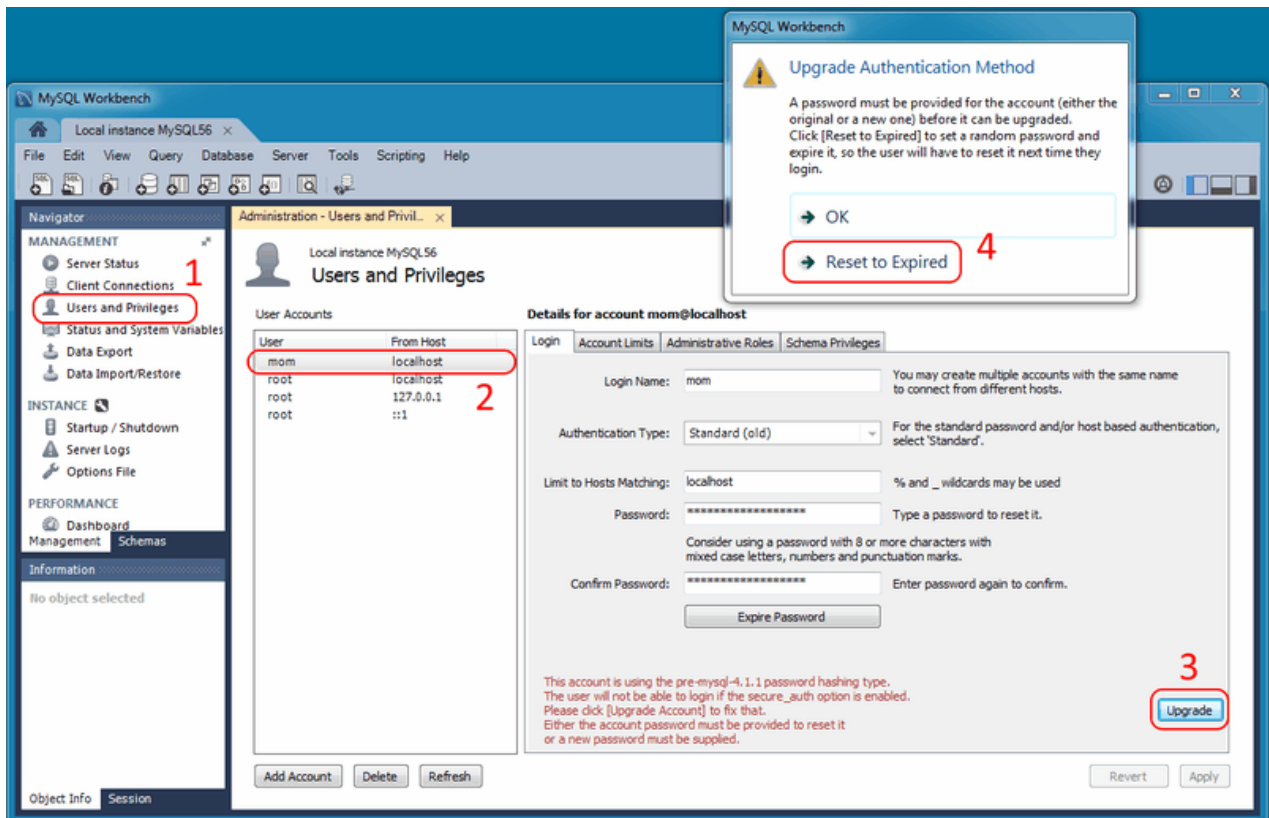 MySQL Workbench
Upgrade Authentication Method
A password must be provided for the account (either the
original or a new one) before it can be upgraded.
Click [Reset to Expired] to set a random password and
expire it, so the user will have to reset it next time they
login.
OK
Reset to Expired
4
MySQL Workbench
Local instance MySQL56
File Edit View Query Database Server Tools Scripting Help
Navigator
MANAGEMENT
Server Status
Client Connections
1
Users and Privileges
Status and System Variables
Data Export
Data Import/Restore
INSTANCE
Startup / Shutdown
Server Logs
Options File
PERFORMANCE
Dashboard
Management Schemas
Information
No object selected
Object Info Session
Administration - Users and Privil...
Local instance MySQL56
Users and Privileges
User Accounts
User From Host
mom localhost
root localhost
root 127.0.0.1
root ::1
2
Add Account Delete Refresh
Details for account mom@localhost
Login Account Limits Administrative Roles Schema Privileges
Login Name: mom
You may create multiple accounts with the same name
to connect from different hosts.
Authentication Type: Standard (old)
For the standard password and/or host based authentication,
select 'Standard'.
Limit to Hosts Matching: localhost % and _ wildcards may be used
Password: ****************** Type a password to reset it.
Consider using a password with 8 or more characters with
mixed case letters, numbers and punctuation marks.
Confirm Password: ****************** Enter password again to confirm.
Expire Password
This account is using the pre-mysql-4.1.1 password hashing type.
The user will not be able to login if the secure_auth option is enabled.
Please click [Upgrade Account] to fix that.
Either the account password must be provided to reset it
or a new password must be supplied.
3
Upgrade
Revert Apply